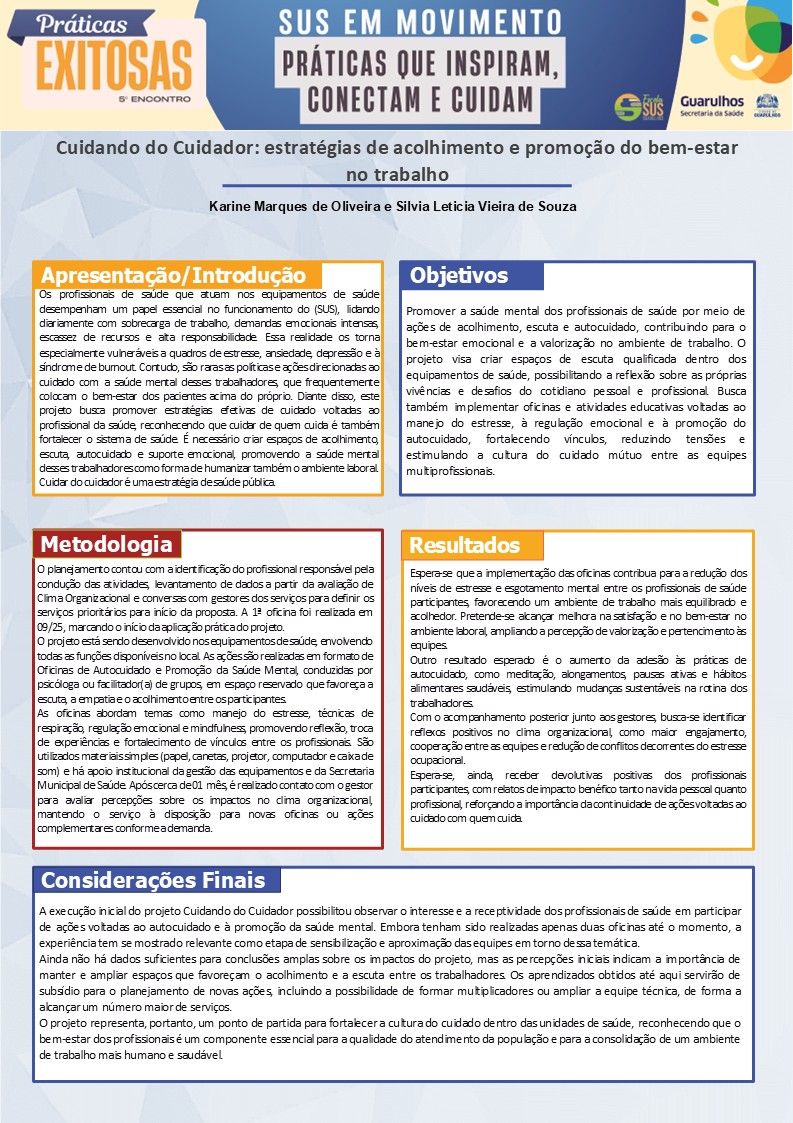 Práticas
EXITOSAS
5º ENCONTRO
SUS EM MOVIMENTO
PRÁTICAS QUE INSPIRAM,
CONECTAM E CUIDAM
Escola
SUS
Guarulhos
Secretaria da Saúde
GUARULHOS
Cuidando do Cuidador: estratégias de acolhimento e promoção do bem-estar
no trabalho
Karine Marques de Oliveira e Silvia Leticia Vieira de Souza
Apresentação/Introdução
Os profissionais de saúde que atuam nos equipamentos de saúde
desempenham um papel essencial no funcionamento do (SUS), lidando
diariamente com sobrecarga de trabalho, demandas emocionais intensas,
escassez de recursos e alta responsabilidade. Essa realidade os torna
especialmente vulneráveis a quadros de estresse, ansiedade, depressão e à
síndrome de burnout. Contudo, são raras as políticas e ações direcionadas ao
cuidado com a saúde mental desses trabalhadores, que frequentemente
colocam o bem-estar dos pacientes acima do próprio. Diante disso, este
projeto busca promover estratégias efetivas de cuidado voltadas ao
profissional da saúde, reconhecendo que cuidar de quem cuida é também
fortalecer o sistema de saúde. É necessário criar espaços de acolhimento,
escuta, autocuidado e suporte emocional, promovendo a saúde mental
desses trabalhadores como forma de humanizar também o ambiente laboral.
Cuidar do cuidador é uma estratégia de saúde pública.
Objetivos
Promover a saúde mental dos profissionais de saúde por meio de
ações de acolhimento, escuta e autocuidado, contribuindo para o
bem-estar emocional e a valorização no ambiente de trabalho. O
projeto visa criar espaços de escuta qualificada dentro dos
equipamentos de saúde, possibilitando a reflexão sobre as próprias
vivências e desafios do cotidiano pessoal e profissional. Busca
também implementar oficinas e atividades educativas voltadas ao
manejo do estresse, à regulação emocional e à promoção do
autocuidado, fortalecendo vínculos, reduzindo tensões e
estimulando a cultura do cuidado mútuo entre as equipes
multiprofissionais.
Metodologia
O planejamento contou com a identificação do profissional responsável pela
condução das atividades, levantamento de dados a partir da avaliação de
Clima Organizacional e conversas com gestores dos serviços para definir os
serviços prioritários para início da proposta. A 1ª oficina foi realizada em
09/25, marcando o início da aplicação prática do projeto.
O projeto está sendo desenvolvido nos equipamentos de saúde, envolvendo
todas as funções disponíveis no local. As ações são realizadas em formato de
Oficinas de Autocuidado e Promoção da Saúde Mental, conduzidas por
psicóloga ou facilitador(a) de grupos, em espaço reservado que favoreça a
escuta, a empatia e o acolhimento entre os participantes.
As oficinas abordam temas como manejo do estresse, técnicas de
respiração, regulação emocional e mindfulness, promovendo reflexão, troca
de experiências e fortalecimento de vínculos entre os profissionais. São
utilizados materiais simples (papel, canetas, projetor, computador e caixa de
som) e há apoio institucional da gestão dos equipamentos e da Secretaria
Municipal de Saúde. Após cerca de 01 mês, é realizado contato com o gestor
para avaliar percepções sobre os impactos no clima organizacional,
mantendo o serviço à disposição para novas oficinas ou ações
complementares conforme a demanda.
Resultados
Espera-se que a implementação das oficinas contribua para a redução dos
níveis de estresse e esgotamento mental entre os profissionais de saúde
participantes, favorecendo um ambiente de trabalho mais equilibrado e
acolhedor. Pretende-se alcançar melhora na satisfação e no bem-estar no
ambiente laboral, ampliando a percepção de valorização e pertencimento às
equipes.
Outro resultado esperado é o aumento da adesão às práticas de
autocuidado, como meditação, alongamentos, pausas ativas e hábitos
alimentares saudáveis, estimulando mudanças sustentáveis na rotina dos
trabalhadores.
Com o acompanhamento posterior junto aos gestores, busca-se identificar
reflexos positivos no clima organizacional, como maior engajamento,
cooperação entre as equipes e redução de conflitos decorrentes do estresse
ocupacional.
Espera-se, ainda, receber devolutivas positivas dos profissionais
participantes, com relatos de impacto benéfico tanto na vida pessoal quanto
profissional, reforçando a importância da continuidade de ações voltadas ao
cuidado com quem cuida.
Considerações Finais
A execução inicial do projeto Cuidando do Cuidador possibilitou observar o interesse e a receptividade dos profissionais de saúde em participar
de ações voltadas ao autocuidado e à promoção da saúde mental. Embora tenham sido realizadas apenas duas oficinas até o momento, a
experiência tem se mostrado relevante como etapa de sensibilização e aproximação das equipes em torno dessa temática.
Ainda não há dados suficientes para conclusões amplas sobre os impactos do projeto, mas as percepções iniciais indicam a importância de
manter e ampliar espaços que favoreçam o acolhimento e a escuta entre os trabalhadores. Os aprendizados obtidos até aqui servirão de
subsídio para o planejamento de novas ações, incluindo a possibilidade de formar multiplicadores ou ampliar a equipe técnica, de forma a
alcançar um número maior de serviços.
O projeto representa, portanto, um ponto de partida para fortalecer a cultura do cuidado dentro das unidades de saúde, reconhecendo que o
bem-estar dos profissionais é um componente essencial para a qualidade do atendimento da população e para a consolidação de um ambiente
de trabalho mais humano e saudável.